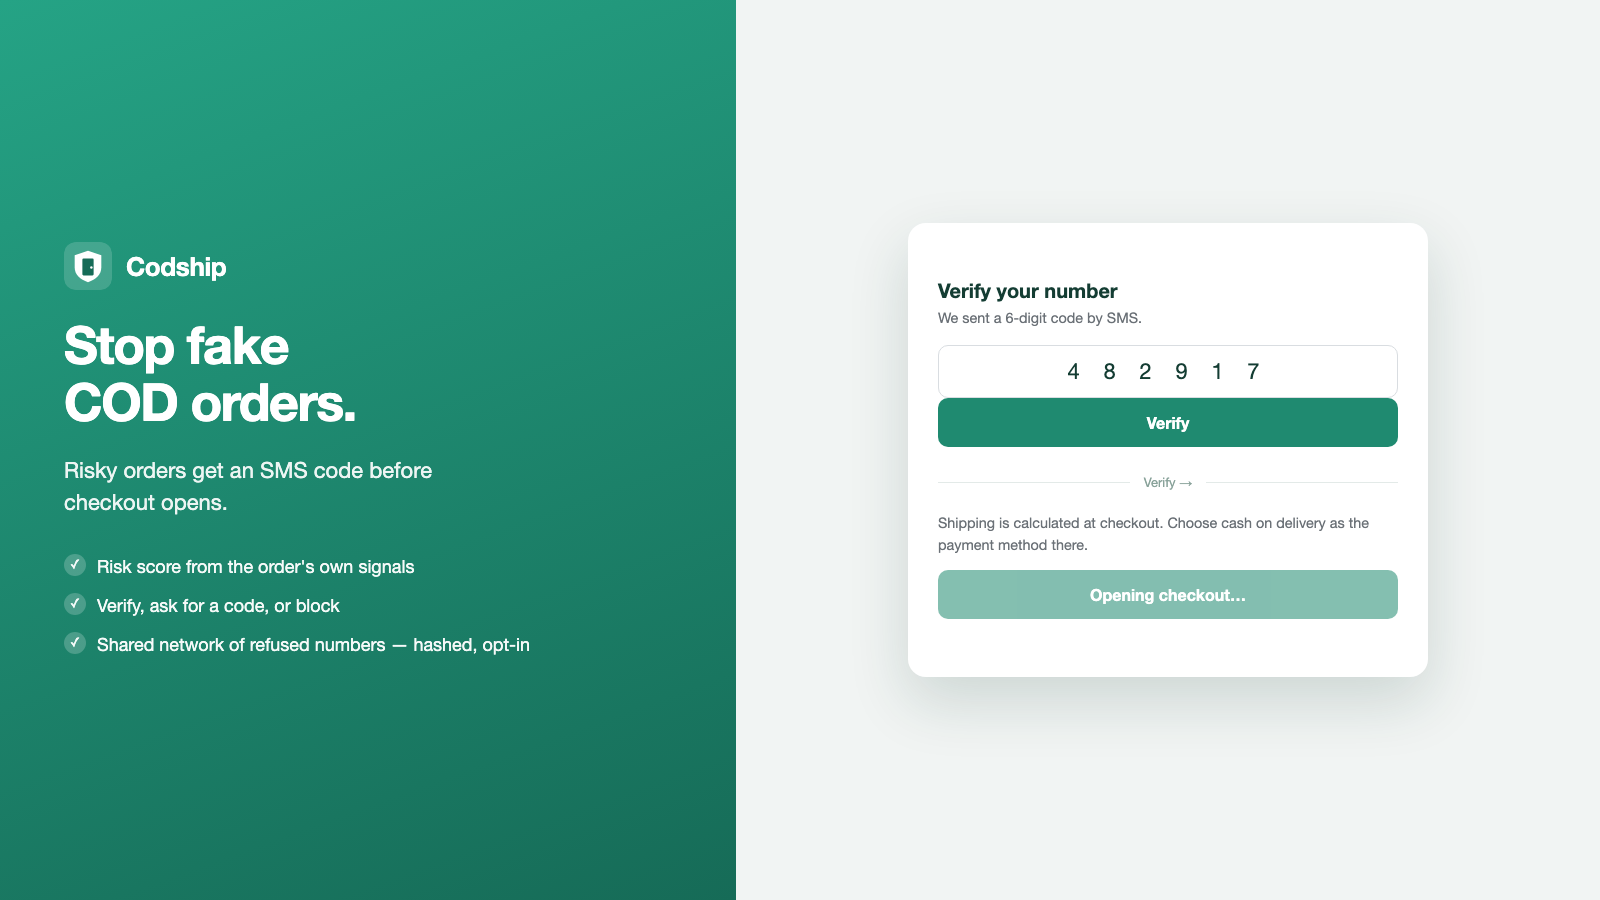 Codship
Stop fake
COD orders.
Risky orders get an SMS code before
checkout opens.
Risk score from the order's own signals
Verify, ask for a code, or block
Shared network of refused numbers — hashed, opt-in
Verify your number
We sent a 6-digit code by SMS.
4 8 2 9 1 7
Verify
Verify →
Shipping is calculated at checkout. Choose cash on delivery as the
payment method there.
Opening checkout...